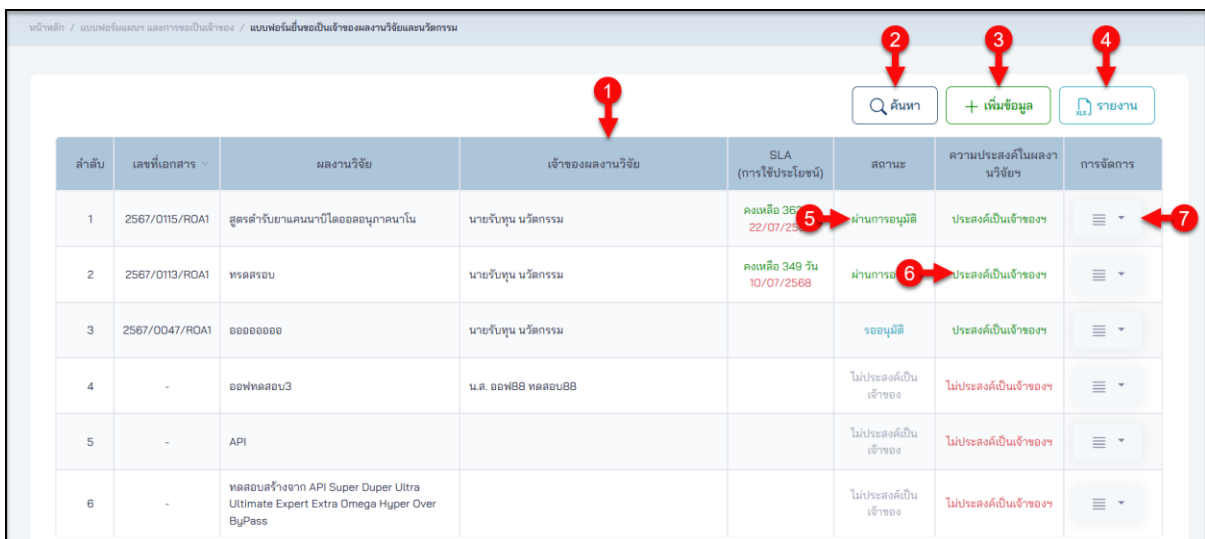 หน้าหลัก / แบบฟอร์มแผนฯ และการขอเป็นเจ้าของ / แบบฟอร์มยื่นขอเป็นเจ้าของผลงานวิจัยและนวัตกรรม
2 3 4
1
ค้นหา + เพิ่มข้อมูล XLS รายงาน
ลำดับ เลขที่เอกสาร ผลงานวิจัย เจ้าของผลงานวิจัย SLA (การใช้ประโยชน์) สถานะ ความประสงค์ในผลงา
นวิจัยฯ การจัดการ
1 2567/0115/ROA1 สูตรตำรับยาแคนนาบิไดออลอนุภาคนาโน นายรับทุน นวัตกรรม คงเหลือ
22/07/ 5 ผ่านการอนุมัติ ประสงค์เป็นเจ้าของฯ 7
2 2567/0113/ROA1 ทรดสรอบ นายรับทุน นวัตกรรม คงเหลือ 349 วัน
10/07/2568 6 ประสงค์เป็นเจ้าของฯ
3 2567/0047/ROA1 ออออออออ นายรับทุน นวัตกรรม รออนุมัติ ประสงค์เป็นเจ้าของฯ
4 - ออฟทดสอบ3 น.ส. ออฟ88 ทดสอบ88 ไม่ประสงค์เป็น
เจ้าของ ไม่ประสงค์เป็นเจ้าของฯ
5 - API ไม่ประสงค์เป็น
เจ้าของ ไม่ประสงค์เป็นเจ้าของฯ
6 - ทดสอบสร้างจาก API Super Duper Ultra
Ultimate Expert Extra Omega Hyper Over
ByPass ไม่ประสงค์เป็น
เจ้าของ ไม่ประสงค์เป็นเจ้าของฯ